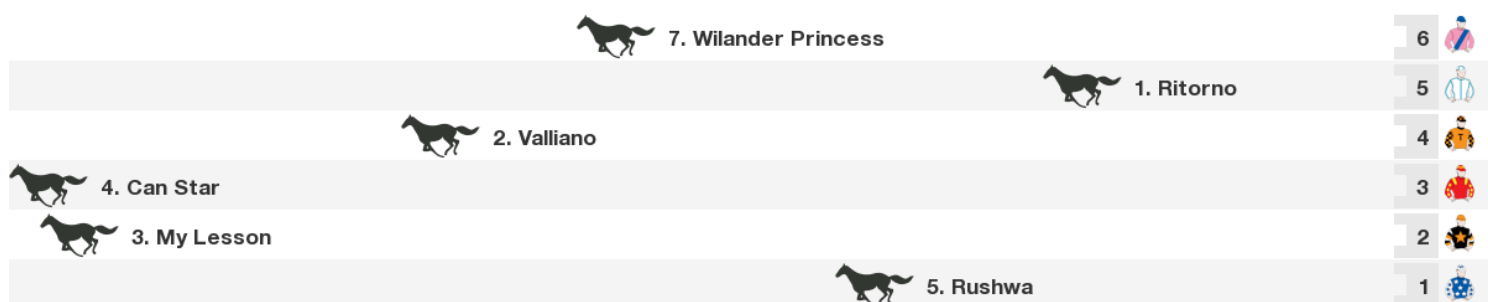 7. Wilander Princess 6
1. Ritorno 5
2. Valliano 4
4. Can Star 3
3. My Lesson 2
5. Rushwa 1